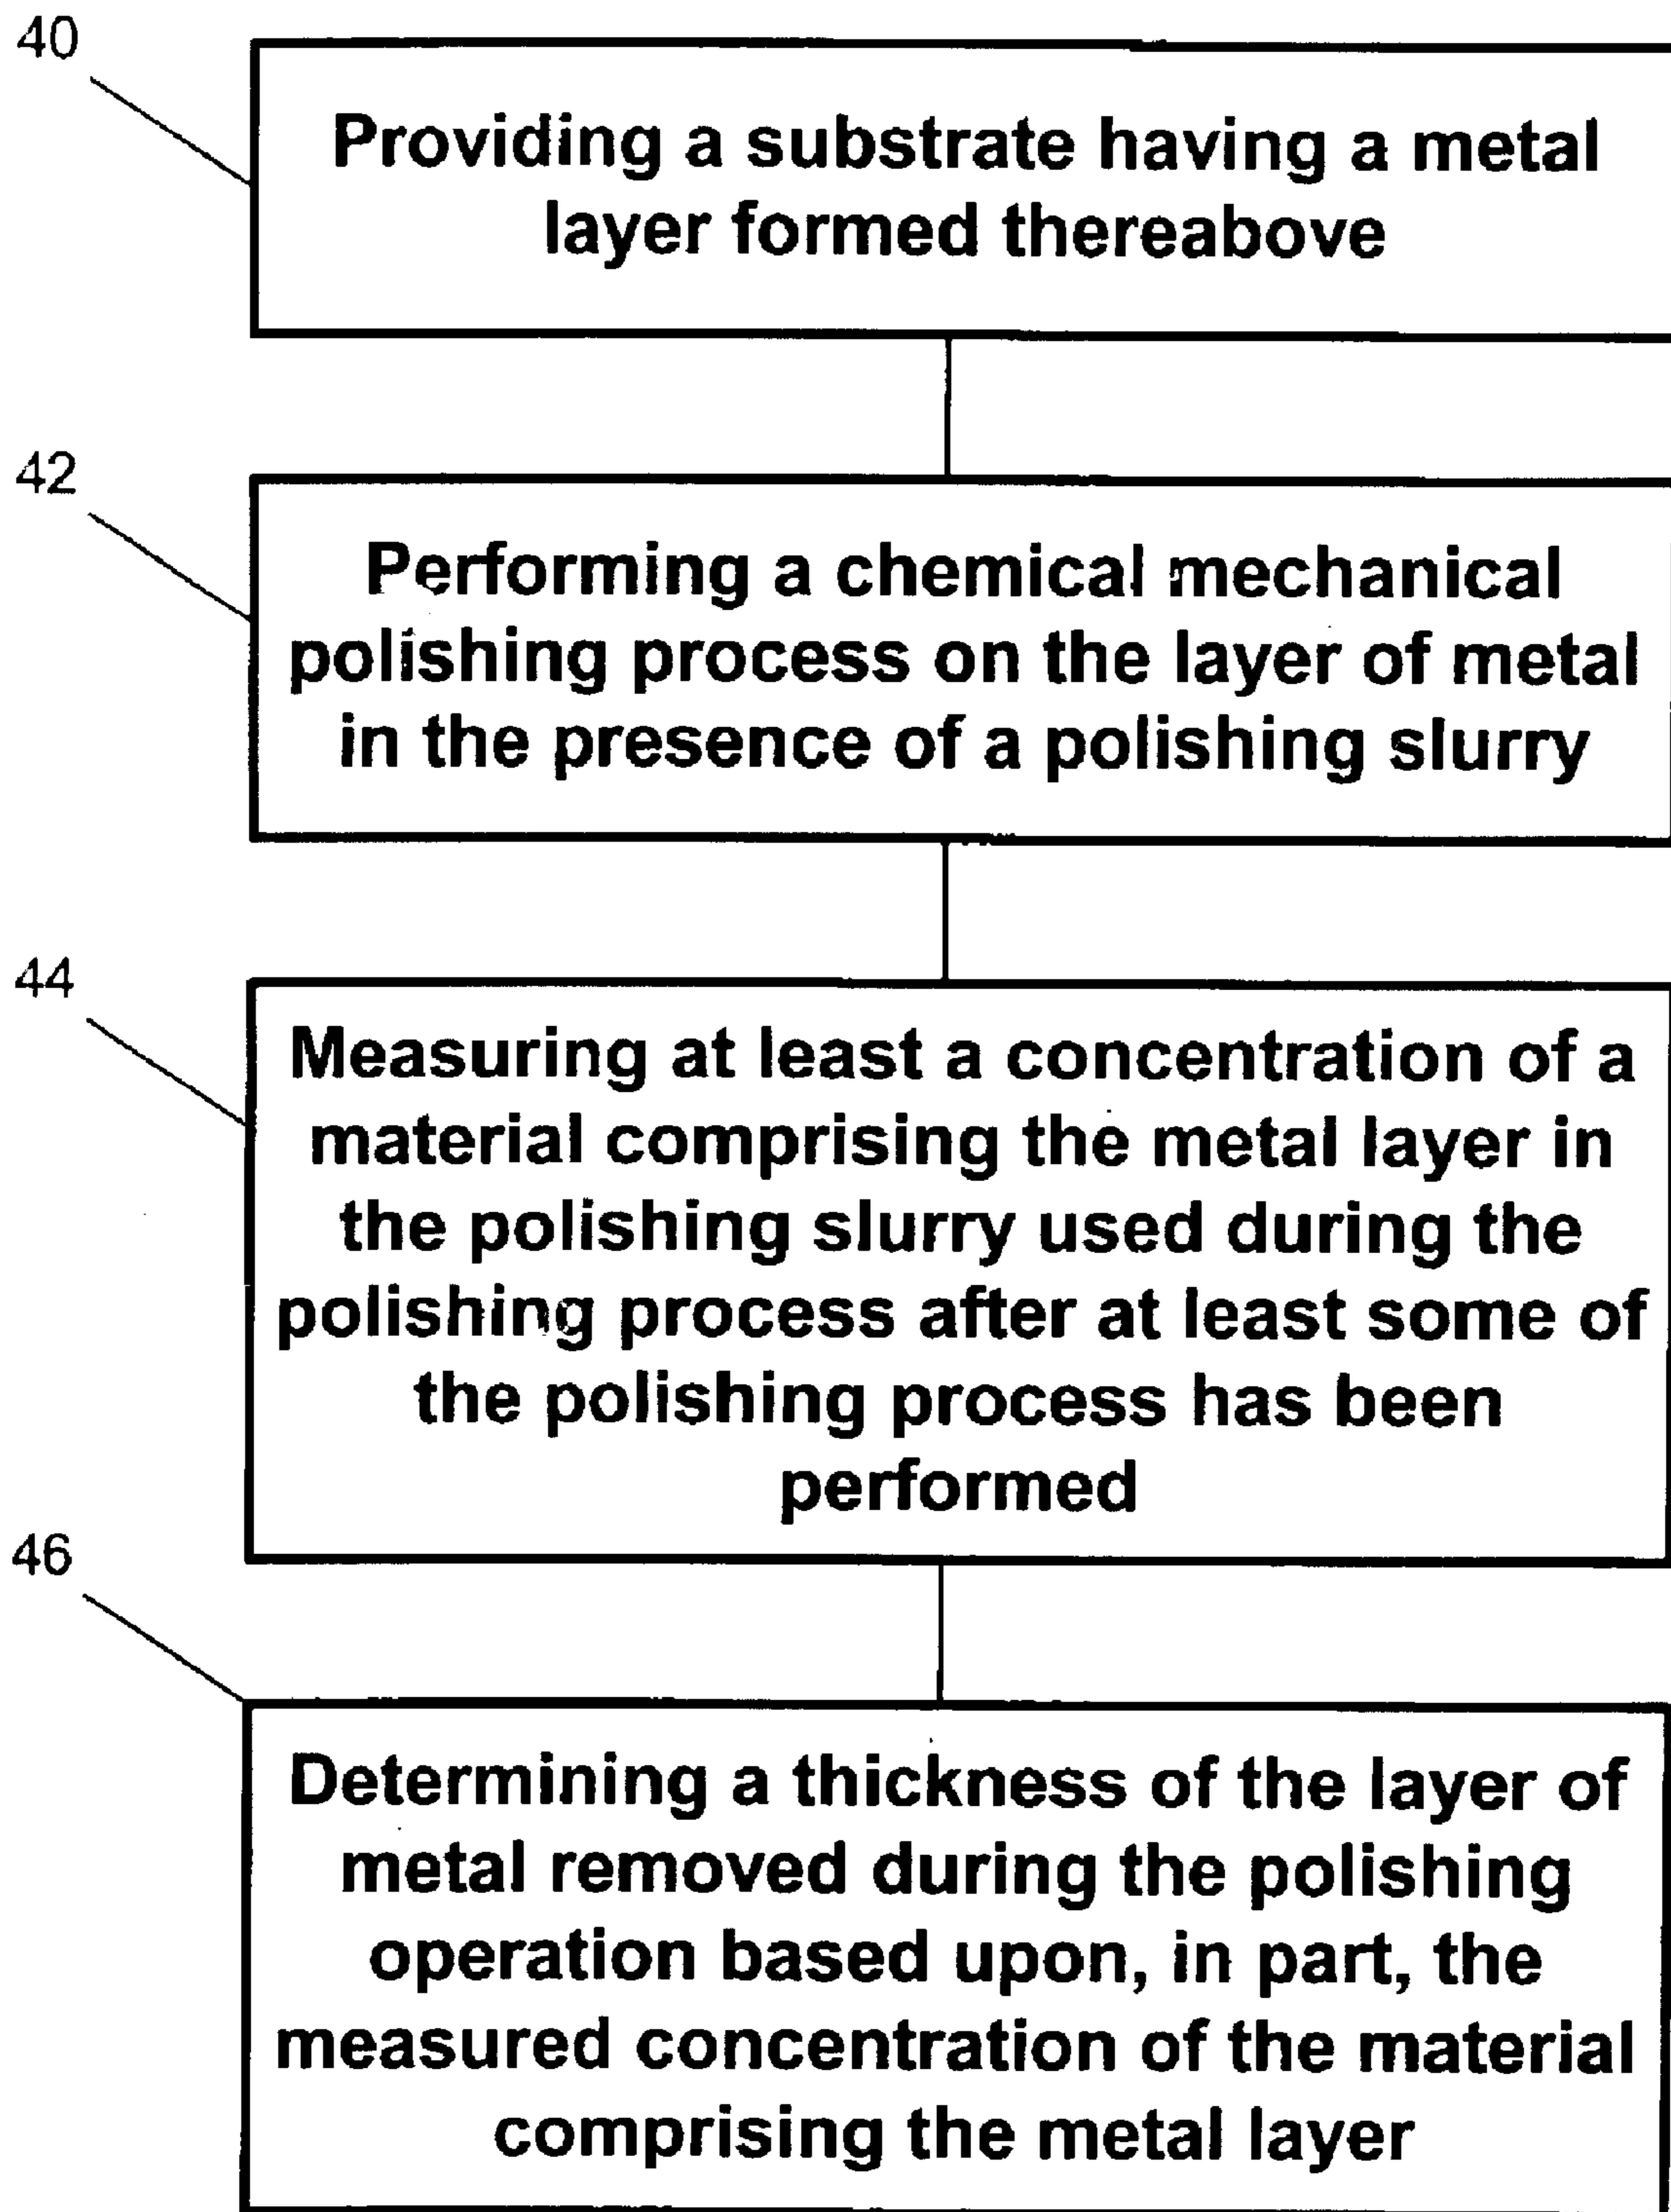 40
Providing a substrate having a metal
layer formed thereabove
42
Performing a chemical mechanical
polishing process on the layer of metal
in the presence of a polishing slurry
44
Measuring at least a concentration of a
material comprising the metal layer in
the polishing slurry used during the
polishing process after at least some of
the polishing process has been
performed
46
Determining a thickness of the layer of
metal removed during the polishing
operation based upon, in part, the
measured concentration of the material
comprising the metal layer